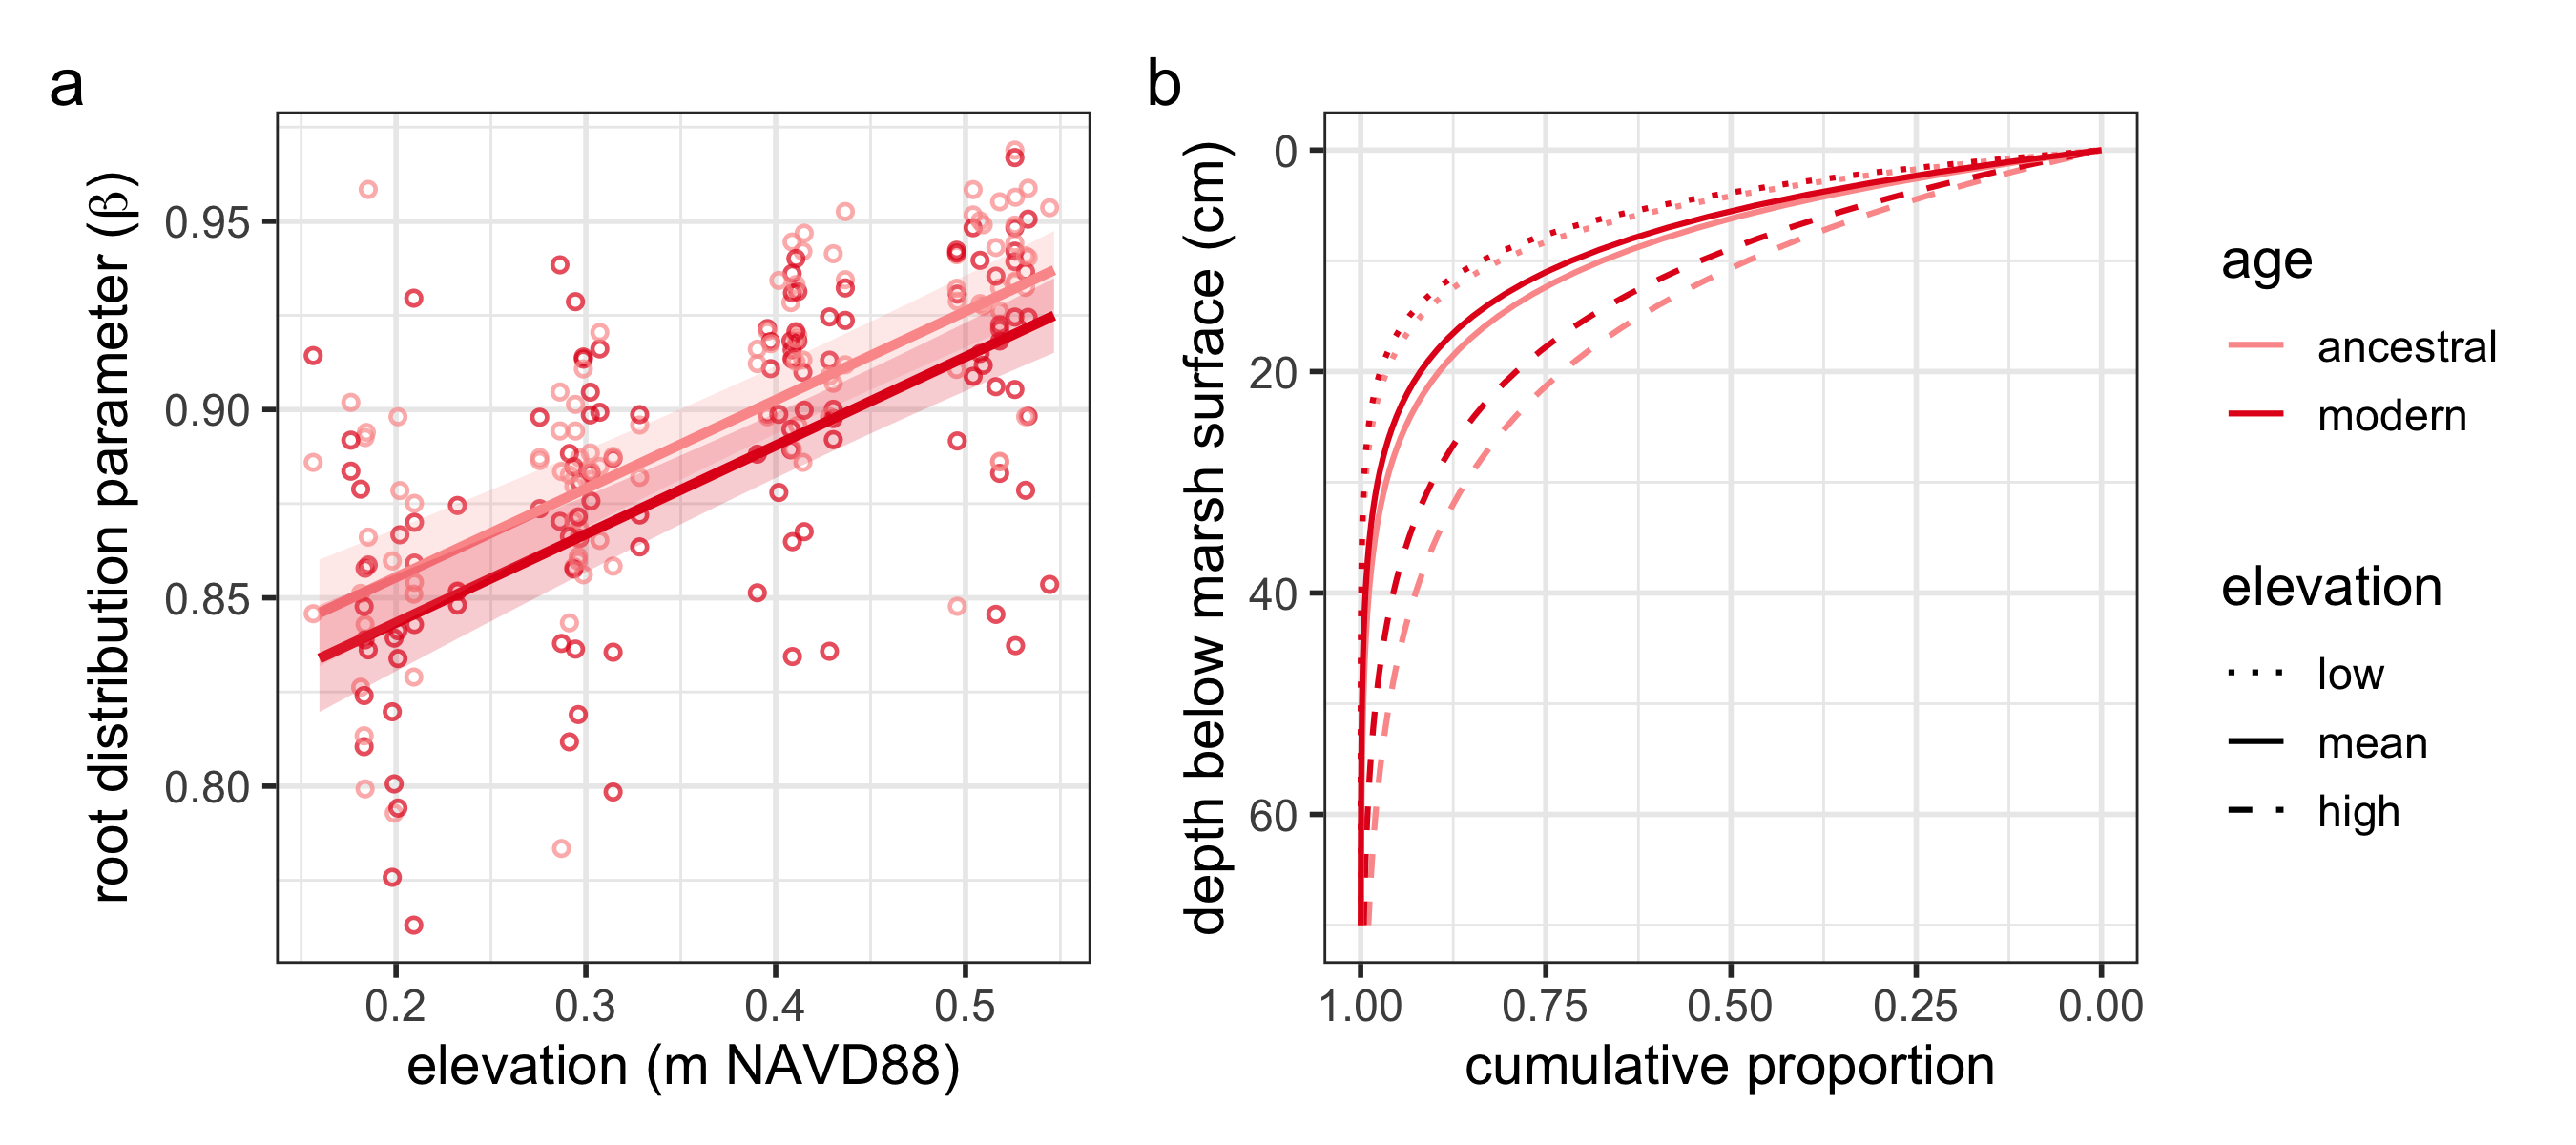 a
root distribution parameter (β)
0.95
0.90
0.85
0.80
0.2 0.3 0.4 0.5
elevation (m NAVD88)
b
depth below marsh surface (cm)
0
20
40
60
1.00 0.75 0.50 0.25 0.00
cumulative proportion
age
ancestral
modern
elevation
low
mean
high